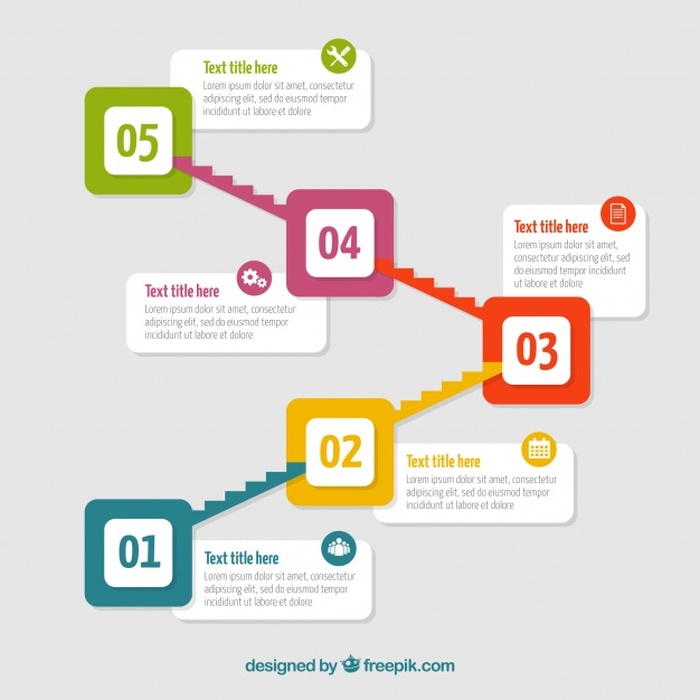 Text title here
Lorem ipsum dolor sit amet, consectetur
adipiscing elit, sed do eiusmod tempor
incididunt ut labore et dolore
05
04
Text title here
Lorem ipsum dolor sit amet,
consectetur adipiscing elit,
sed do eiusmod tempor
incididunt ut labore et
dolore
Text title here
Lorem ipsum dolor sit amet, consectetur
adipiscing elit, sed do eiusmod tempor
incididunt ut labore et dolore
03
02
Text title here
Lorem ipsum dolor sit amet, consectetur
adipiscing elit, sed do eiusmod tempor
incididunt ut labore et dolore
01
Text title here
Lorem ipsum dolor sit amet, consectetur
adipiscing elit, sed do eiusmod tempor
incididunt ut labore et dolore
designed by freepik.com